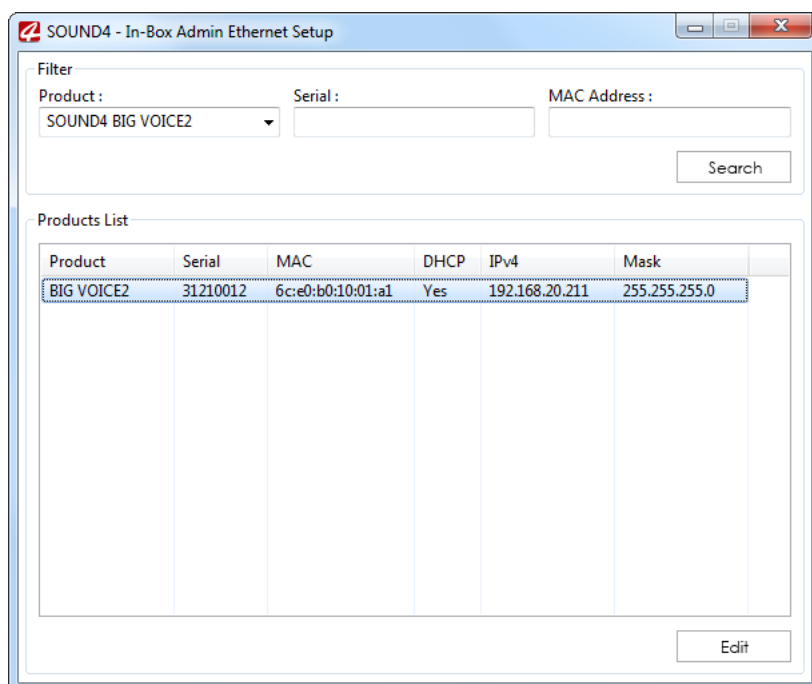 SOUND4 - In-Box Admin Ethernet Setup
Filter
Product : Serial : MAC Address :
SOUND4 BIG VOICE2
Search
Products List
Product Serial MAC DHCP IPv4 Mask
BIG VOICE2 31210012 6c:e0:b0:10:01:a1 Yes 192.168.20.211 255.255.255.0
Edit